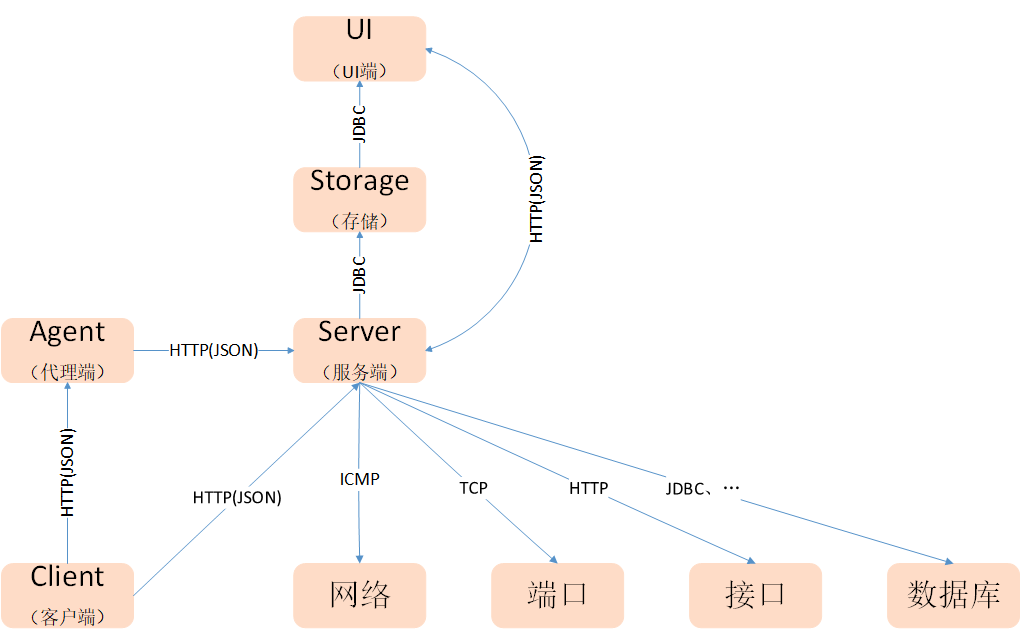 UI
（UI端）
JDBC
HTTP(JSON)
Storage
（存储）
JDBC
Agent
（代理端）
HTTP(JSON)
Server
（服务端）
HTTP(JSON)
HTTP(JSON)
ICMP
TCP
HTTP
JDBC、…
Client
（客户端）
网络
端口
接口
数据库